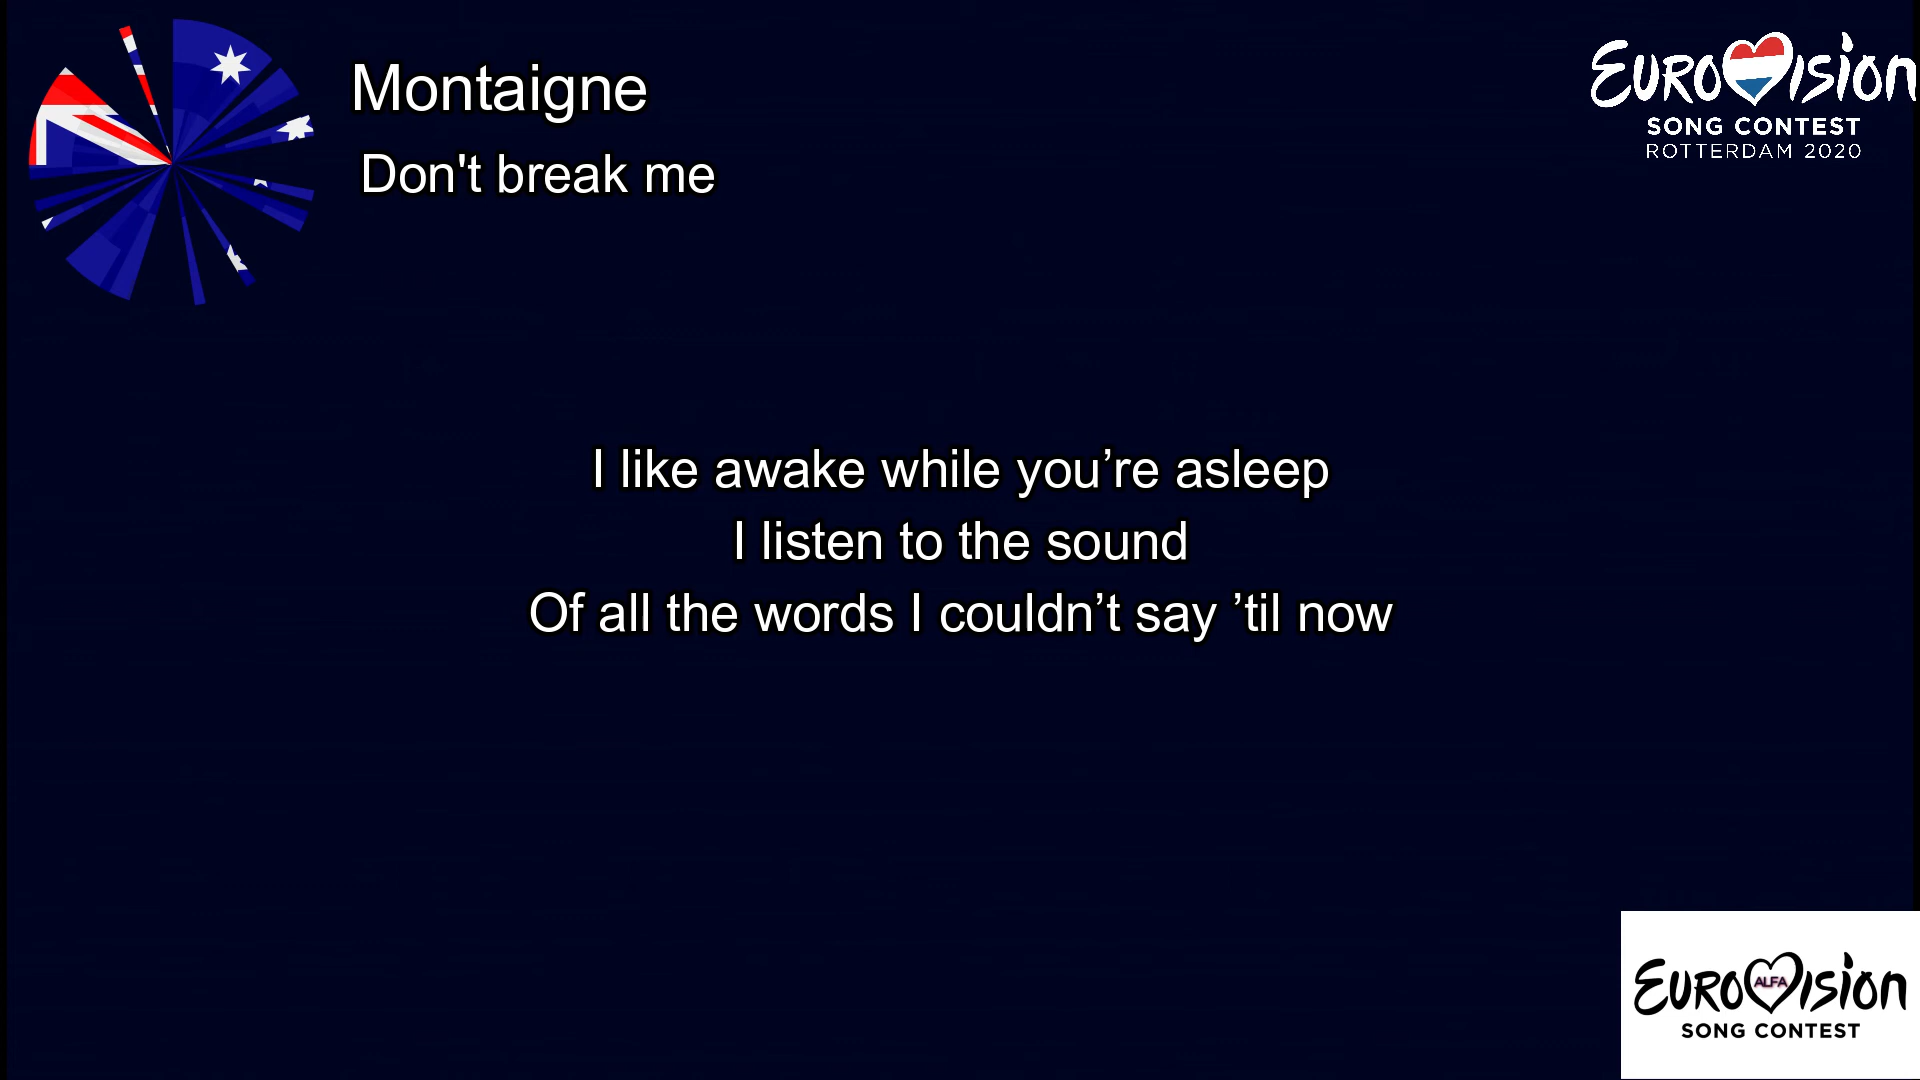 Montaigne
Don't break me
EUROVISION
SONG CONTEST
ROTTERDAM 2020
I like awake while you’re asleep
I listen to the sound
Of all the words I couldn’t say ’til now
EUROVISION
ALFA
SONG CONTEST